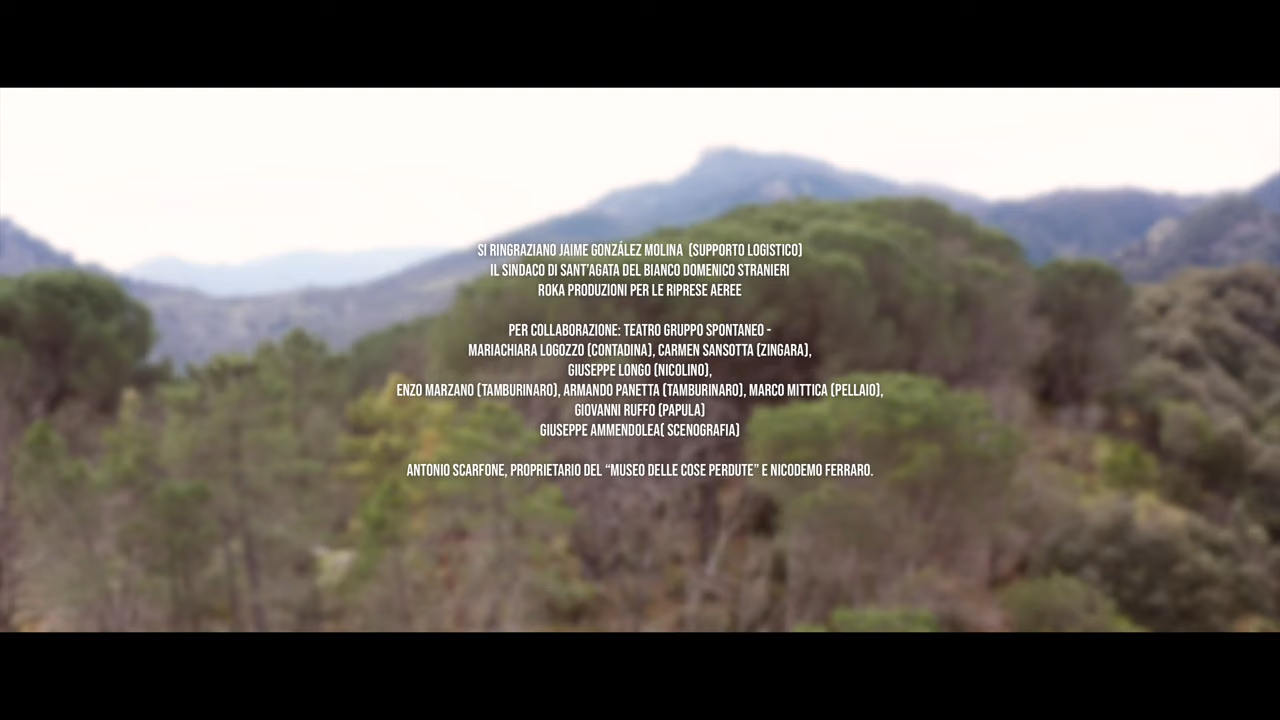 SI RINGRAZIANO JAIME GONZÁLEZ MOLINA (SUPPORTO LOGISTICO)
IL SINDACO DI SANT'AGATA DEL BIANCO DOMENICO STRANIERI
ROKA PRODUZIONI PER LE RIPRESE AEREE
PER COLLABORAZIONE: TEATRO GRUPPO SPONTANEO -
MARIACHIARA LOGOZZO (CONTADINA), CARMEN SANSOTTA (ZINGARA),
GIUSEPPE LONGO (NICOLINO),
ENZO MARZANO (TAMBURINARO), ARMANDO PANETTA (TAMBURINARO), MARCO MITTICA (PELLAIO),
GIOVANNI RUFFO (PAPULA)
GIUSEPPE AMMENDOLEA( SCENOGRAFIA)
ANTONIO SCARFONE, PROPRIETARIO DEL “MUSEO DELLE COSE PERDUTE” E NICODEMO FERRARO.